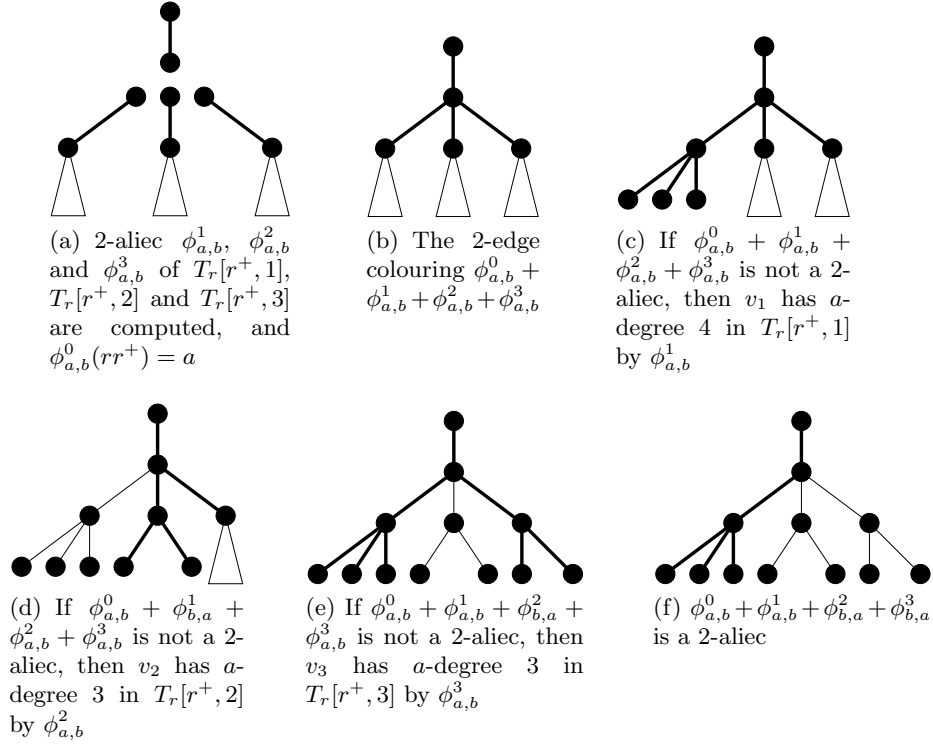 (a) 2-aliec $\phi^1_{a,b}$, $\phi^2_{a,b}$
and $\phi^3_{a,b}$ of $T_r[r^+, 1]$,
$T_r[r^+, 2]$ and $T_r[r^+, 3]$
are computed, and
$\phi^0_{a,b}(rr^+) = a$
(b) The 2-edge
colouring $\phi^0_{a,b} +$
$\phi^1_{a,b} + \phi^2_{a,b} + \phi^3_{a,b}$
(c) If $\phi^0_{a,b} + \phi^1_{a,b} +$
$\phi^2_{a,b} + \phi^3_{a,b}$ is not a 2-
aliec, then $v_1$ has $a$-
degree 4 in $T_r[r^+, 1]$
by $\phi^1_{a,b}$
(d) If $\phi^0_{a,b} + \phi^1_{b,a} +$
$\phi^2_{a,b} + \phi^3_{a,b}$ is not a 2-
aliec, then $v_2$ has $a$-
degree 3 in $T_r[r^+, 2]$
by $\phi^2_{a,b}$
(e) If $\phi^0_{a,b} + \phi^1_{a,b} + \phi^2_{b,a} +$
$\phi^3_{a,b}$ is not a 2-aliec, then
$v_3$ has $a$-degree 3 in
$T_r[r^+, 3]$ by $\phi^3_{a,b}$
(f) $\phi^0_{a,b} + \phi^1_{a,b} + \phi^2_{b,a} + \phi^3_{b,a}$
is a 2-aliec